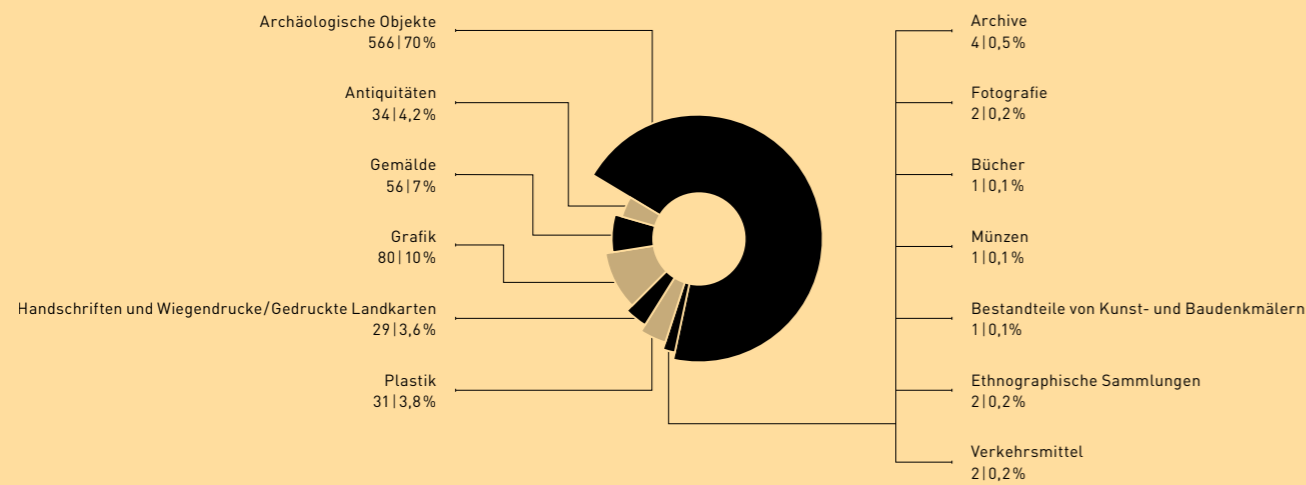 Archäologische Objekte
566|70%
Antiquitäten
34|4,2%
Gemälde
56|7%
Grafik
80|10%
Handschriften und Wiegendrucke/Gedruckte Landkarten
29|3,6%
Plastik
31|3,8%
Archive
4|0,5%
Fotografie
2|0,2%
Bücher
1|0,1%
Münzen
1|0,1%
Bestandteile von Kunst- und Baudenkmälern
1|0,1%
Ethnographische Sammlungen
2|0,2%
Verkehrsmittel
2|0,2%